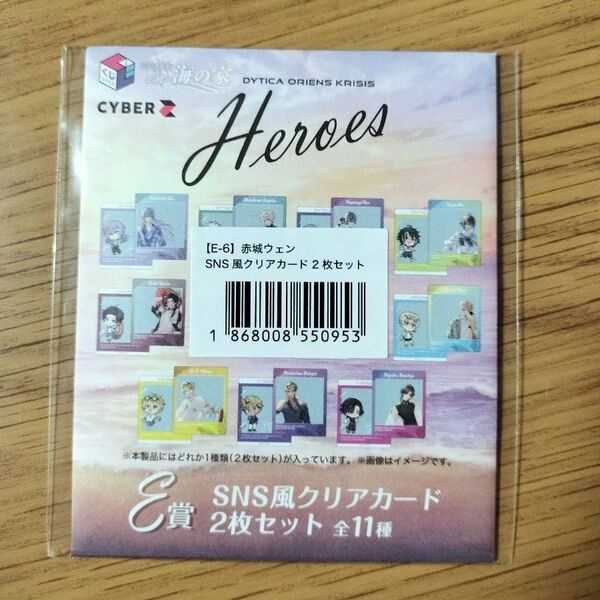 くじ
海の家
DYTICA ORIENS KRISIS
CYBER Z
Heroes
【E-6】赤城ウェン
SNS風クリアカード2枚セット
1 868008 550953
※本製品にはどれか1種類(2枚セット)が入っています。※画像はイメージです。
E賞
SNS風クリアカード
2枚セット 全11種